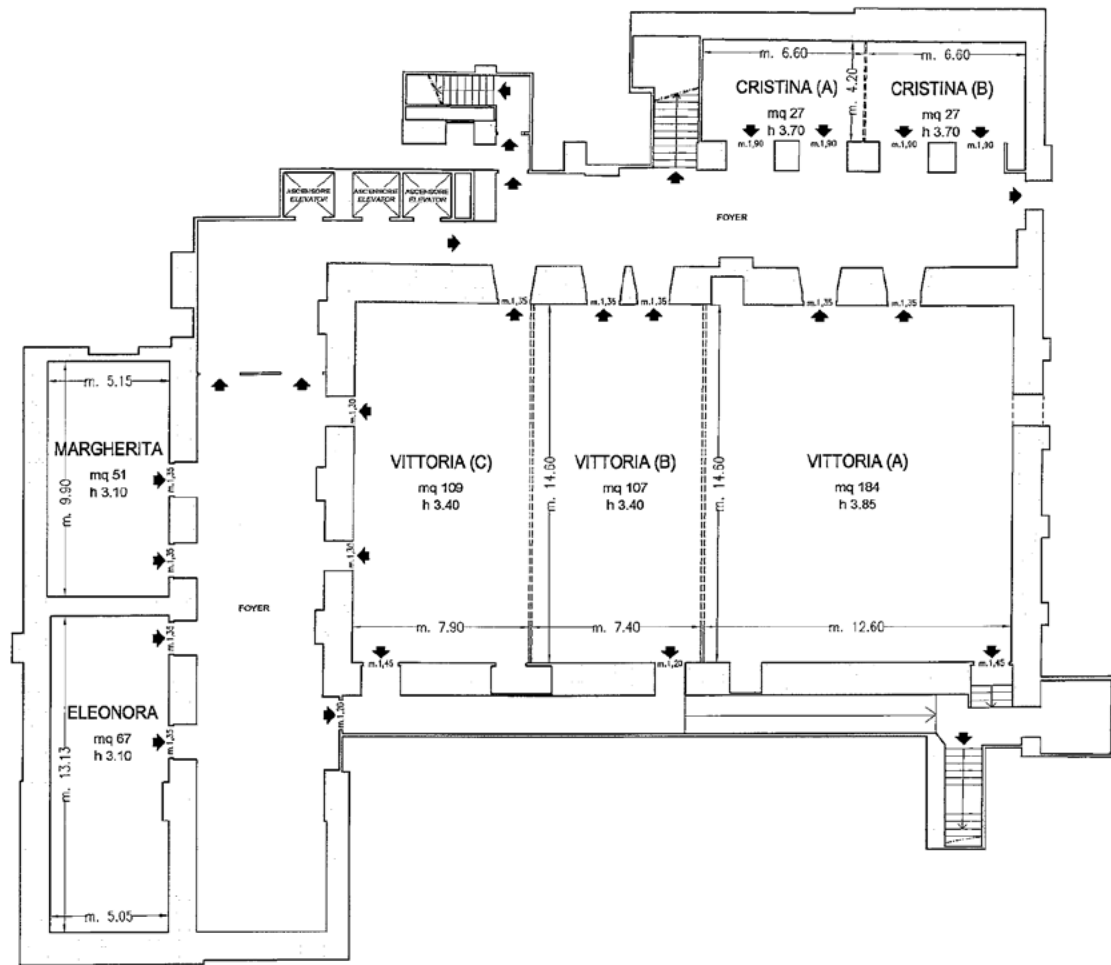 m. 6.60
m. 6.60
m. 4.20
CRISTINA (A)
mq 27
h 3.70
CRISTINA (B)
mq 27
h 3.70
m.1,90
m.1,90
m.1,90
m.1,90
ASCENSORE
ELEVATOR
ASCENSORE
ELEVATOR
ASCENSORE
ELEVATOR
FOYER
m.1,35
m.1,35
m.1,35
m.1,35
m.1,35
m. 5.15
MARGHERITA
mq 51
h 3.10
m. 9.90
m.1,35
m.1,35
m.1,30
m.1,30
VITTORIA (C)
mq 109
h 3.40
m. 14.60
VITTORIA (B)
mq 107
h 3.40
m. 14.60
VITTORIA (A)
mq 184
h 3.85
FOYER
m. 7.90
m. 7.40
m. 12.60
m.1,45
m.1,20
m.1,45
m.1,35
ELEONORA
mq 67
h 3.10
m. 13.13
m.1,35
m.1,20
m. 5.05